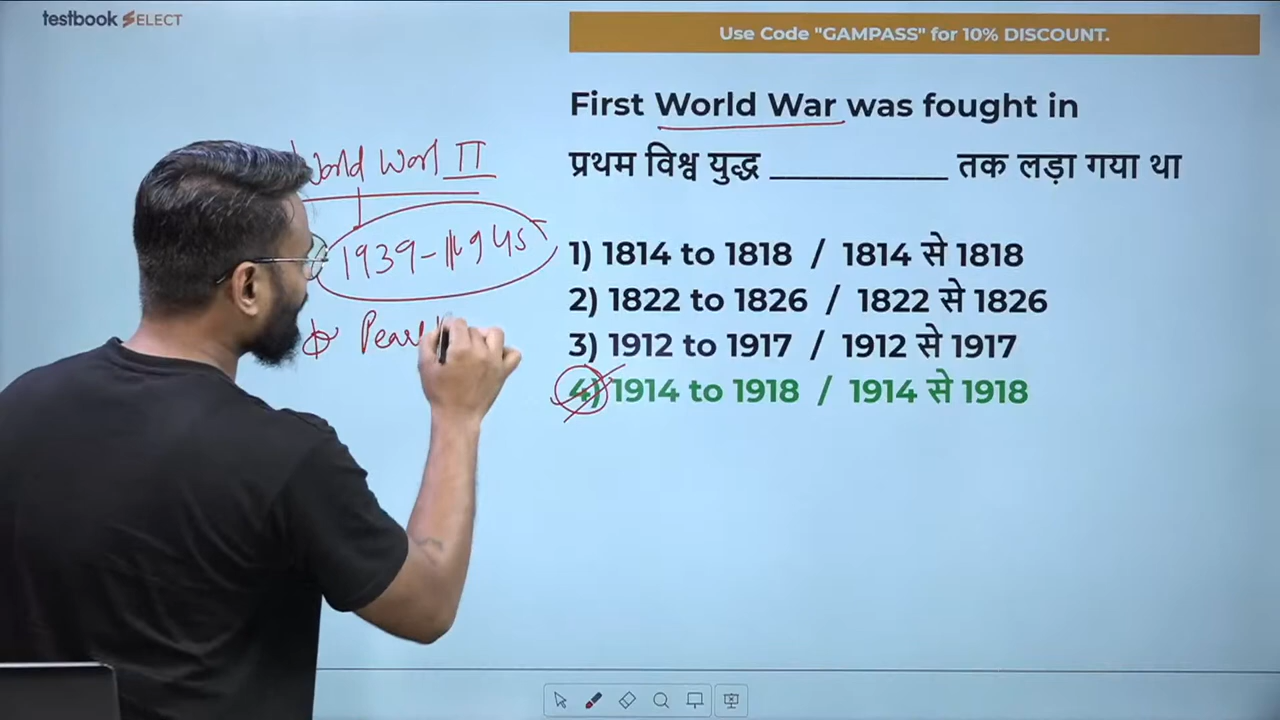 testbook SELECT
Use Code "GAMPASS" for 10% DISCOUNT.
First World War was fought in
प्रथम विश्व युद्ध __________ तक लड़ा गया था
World War II
1939-1945
1) 1814 to 1818 / 1814 से 1818
2) 1822 to 1826 / 1822 से 1826
3) 1912 to 1917 / 1912 से 1917
4) 1914 to 1918 / 1914 से 1918